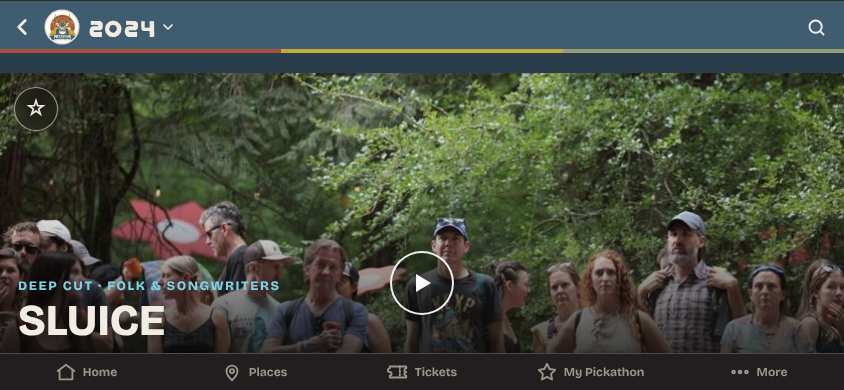 2024
DEEP CUT · FOLK & SONGWRITERS
SLUICE
Home
Places
Tickets
My Pickathon
More